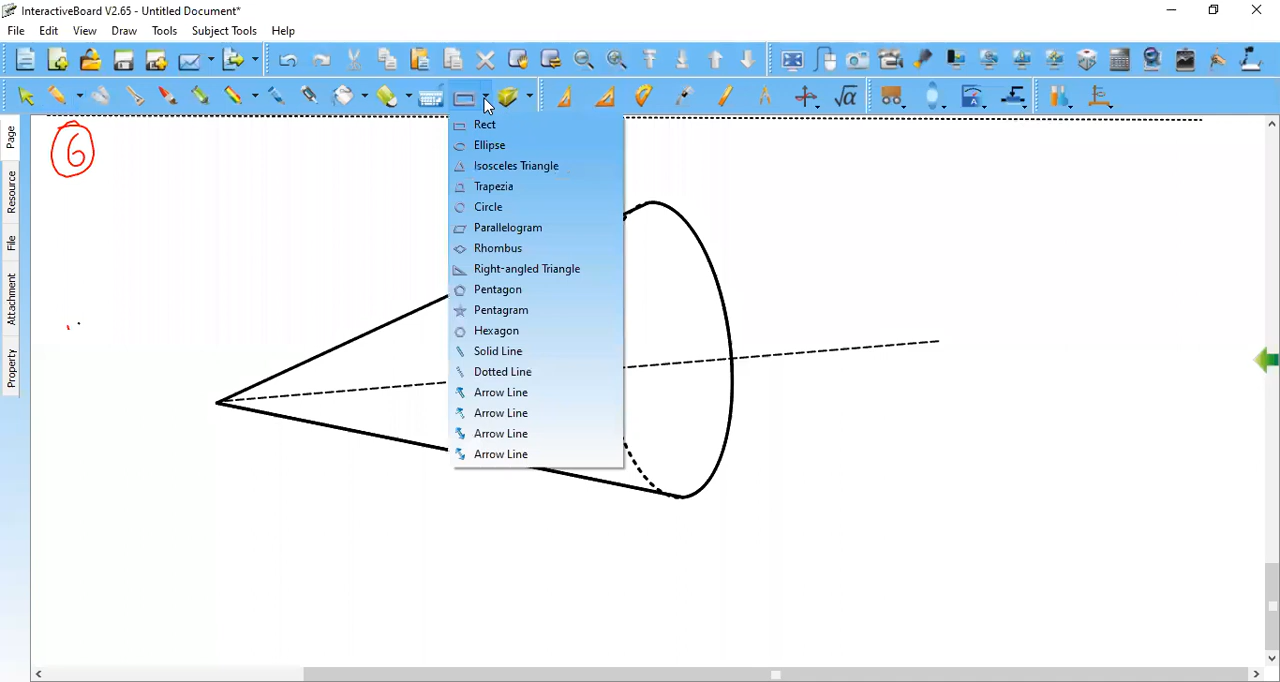 InteractiveBoard V2.65 - Untitled Document*
File Edit View Draw Tools Subject Tools Help
Page
Resource
File
Attachment
Property
6
Rect
Ellipse
Isosceles Triangle
Trapezia
Circle
Parallelogram
Rhombus
Right-angled Triangle
Pentagon
Pentagram
Hexagon
Solid Line
Dotted Line
Arrow Line
Arrow Line
Arrow Line
Arrow Line